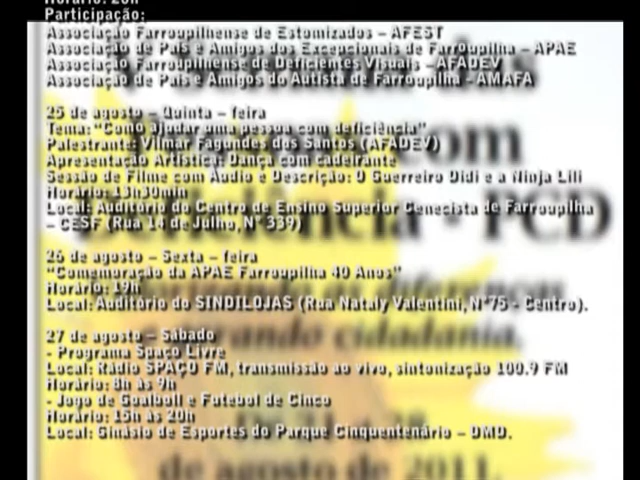 Horário: 20h
Participação:
Associação Farroupilhense de Estomizados – AFEST
Associação de Pais e Amigos dos Excepcionais de Farroupilha – APAE
Associação Farroupilhense de Deficientes Visuais – AFADEV
Associação de Pais e Amigos do Autista de Farroupilha - AMAFA
25 de agosto – Quinta – feira
Tema: "Como ajudar uma pessoa com deficiência"
Palestrante: Vilmar Fagundes dos Santos (AFADEV)
Apresentação Artística: Dança com cadeirante
Sessão de Filme com Audio e Descrição: O Guerreiro Didi e a Ninja Lili
Horário: 13h30min
Local: Auditório do Centro de Ensino Superior Cenecista de Farroupilha
– CESF (Rua 14 de Julho, Nº 339)
26 de agosto – Sexta – feira
"Comemoração da APAE Farroupilha 40 Anos"
Horário: 19h
Local: Auditório do SINDILOJAS (Rua Nataly Valentini, Nº75 - Centro).
27 de agosto – Sábado
- Programa Spaço Livre
Local: Rádio SPAÇO FM, transmissão ao vivo, sintonização 100.9 FM
Horário: 8h às 9h
- Jogo de Goalboll e Futebol de Cinco
Horário: 15h às 20h
Local: Ginásio de Esportes do Parque Cinquentenário – DMD.
com
PCD
cidadania.
de agosto de 2011.